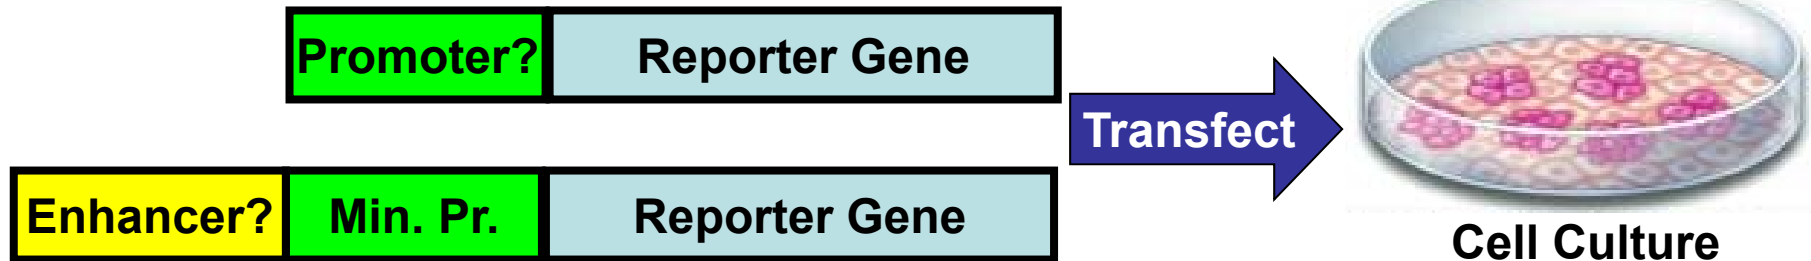 Promoter? Reporter Gene
Transfect
Enhancer? Min. Pr. Reporter Gene
Cell Culture